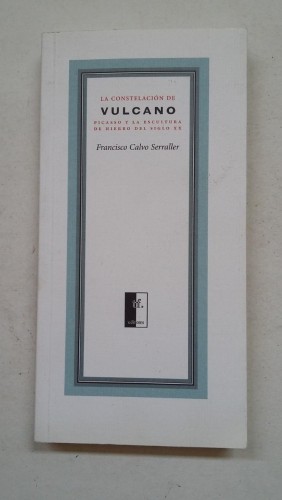 LA CONSTELACIÓN DE
VULCANO
PICASSO Y LA ESCULTURA
DE HIERRO DEL SIGLO XX
Francisco Calvo Serraller